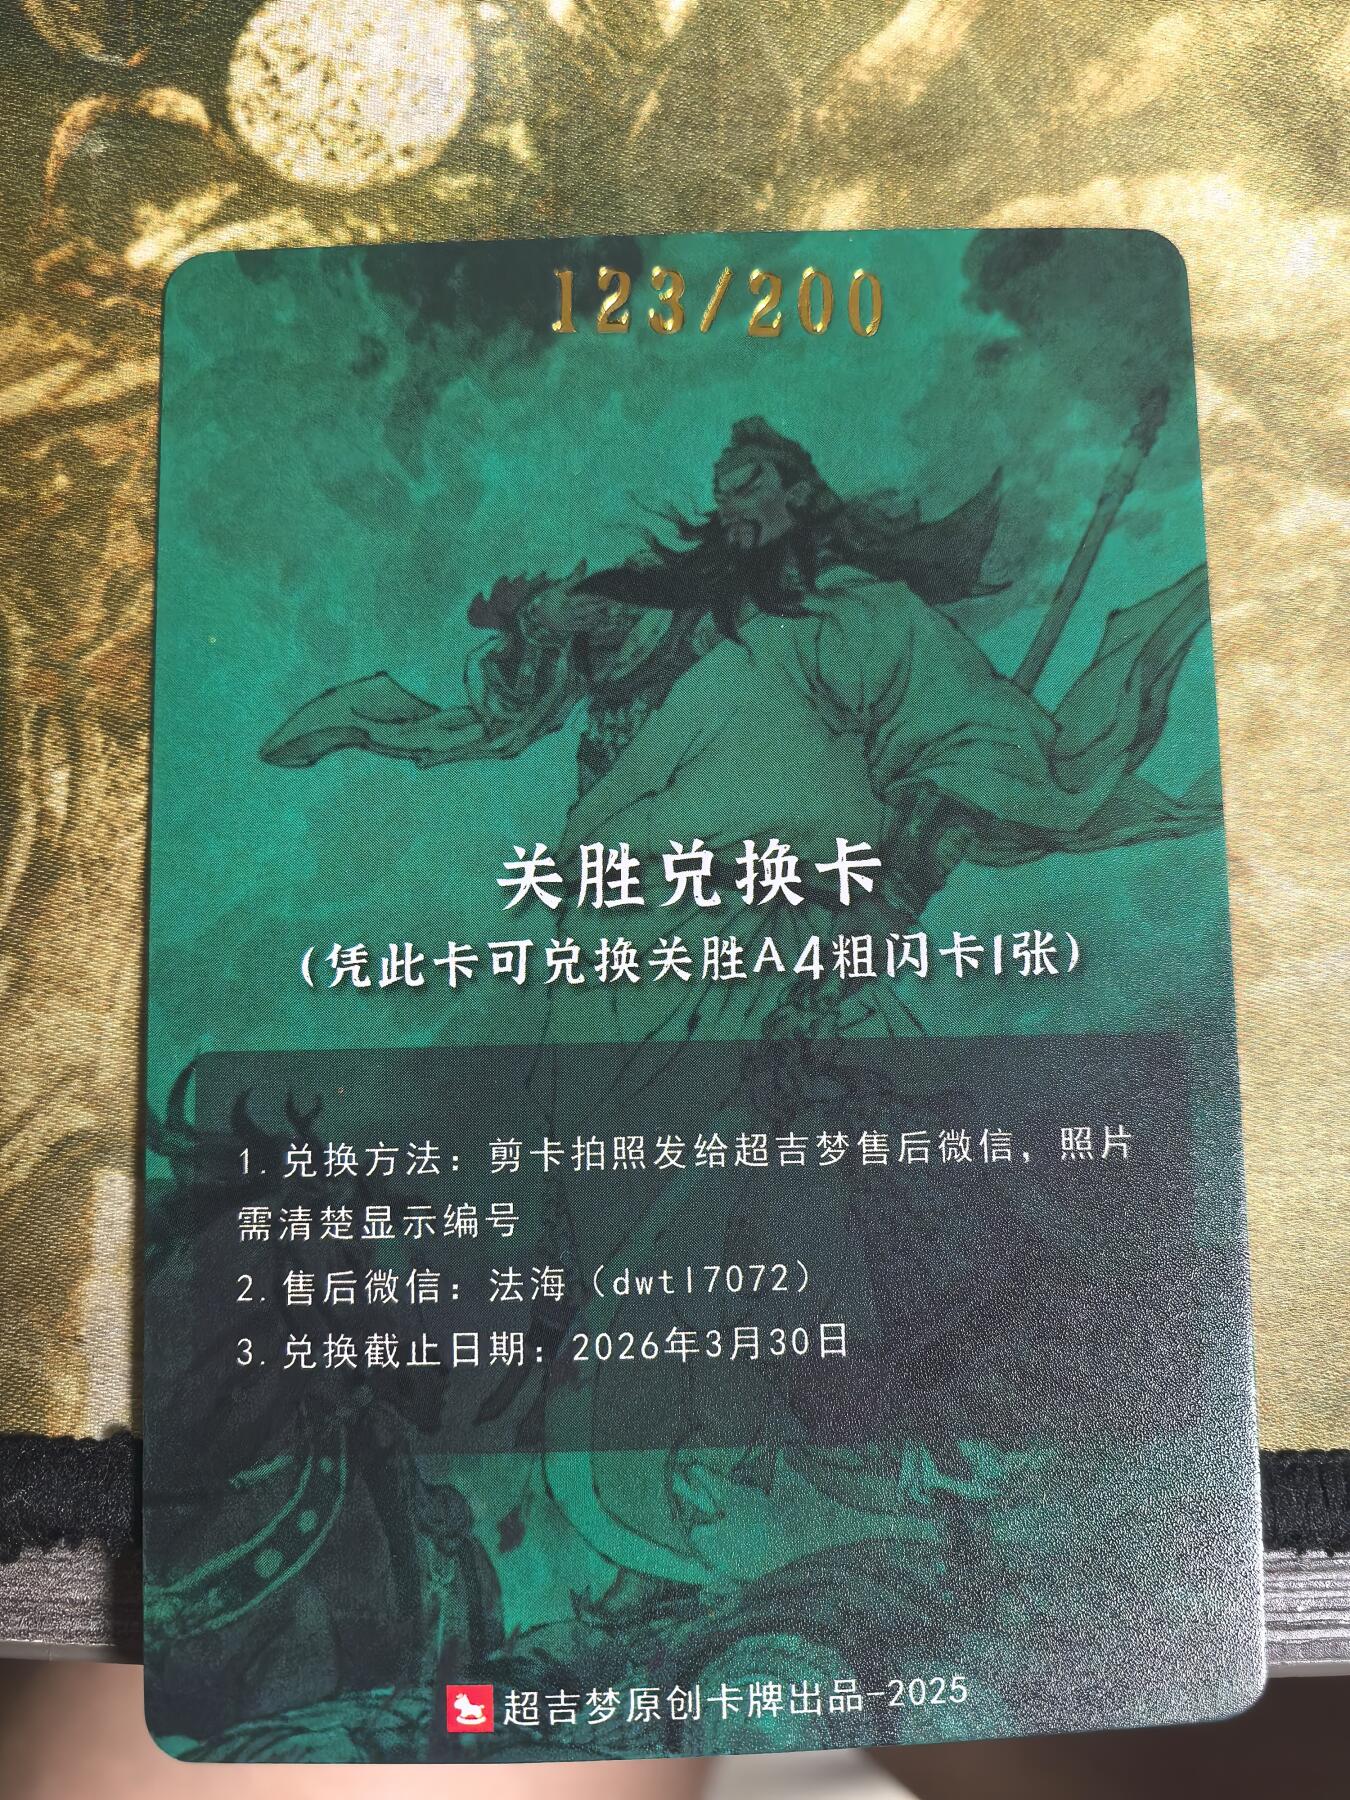 123/200
关胜兑换卡
(凭此卡可兑换关胜A4粗闪卡1张)
1. 兑换方法：剪卡拍照发给超吉梦售后微信，照片
需清楚显示编号
2. 售后微信：法海（dwt17072）
3. 兑换截止日期：2026年3月30日
超吉梦原创卡牌出品-2025